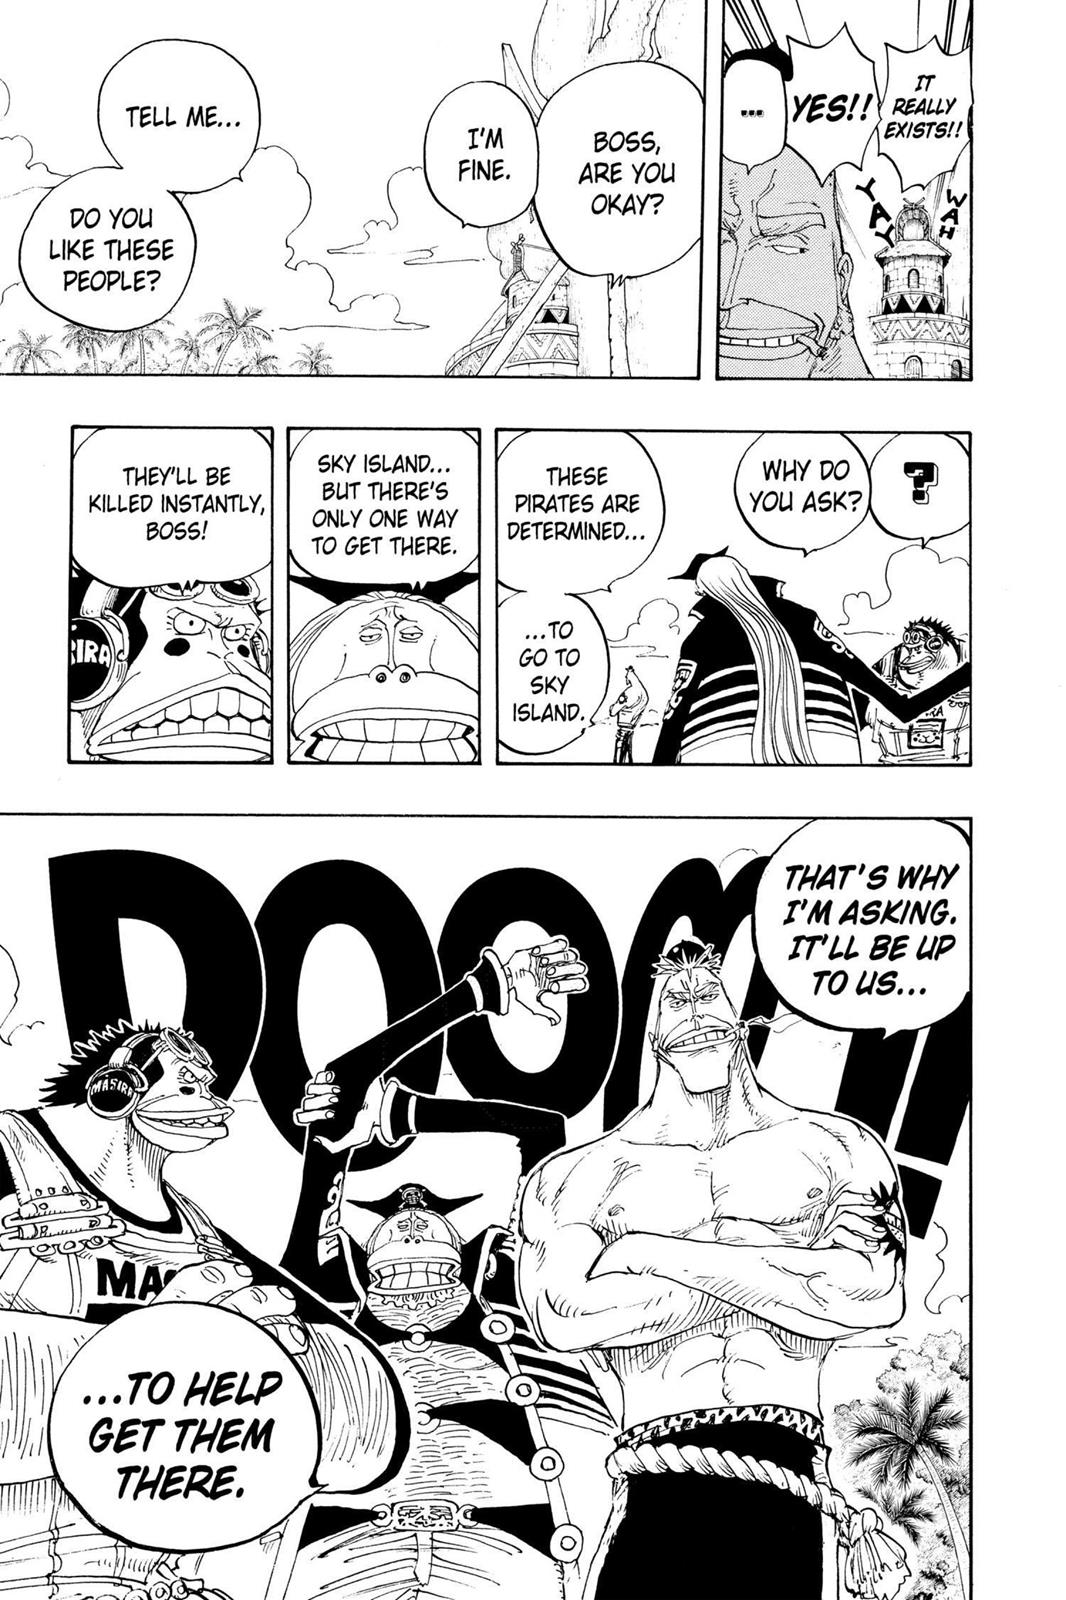 IT
REALLY
EXISTS!!
YES!!
...
YAY
WAH
BOSS,
ARE YOU
OKAY?
I'M
FINE.
TELL ME...
DO YOU
LIKE THESE
PEOPLE?
?
WHY DO
YOU ASK?
THESE
PIRATES ARE
DETERMINED...
...TO
GO TO
SKY
ISLAND.
SKY ISLAND...
BUT THERE'S
ONLY ONE WAY
TO GET THERE.
THEY'LL BE
KILLED INSTANTLY,
BOSS!
SIRA
DOOM!!
THAT'S WHY
I'M ASKING.
IT'LL BE UP
TO US...
MASIRA
MA
...TO HELP
GET THEM
THERE.